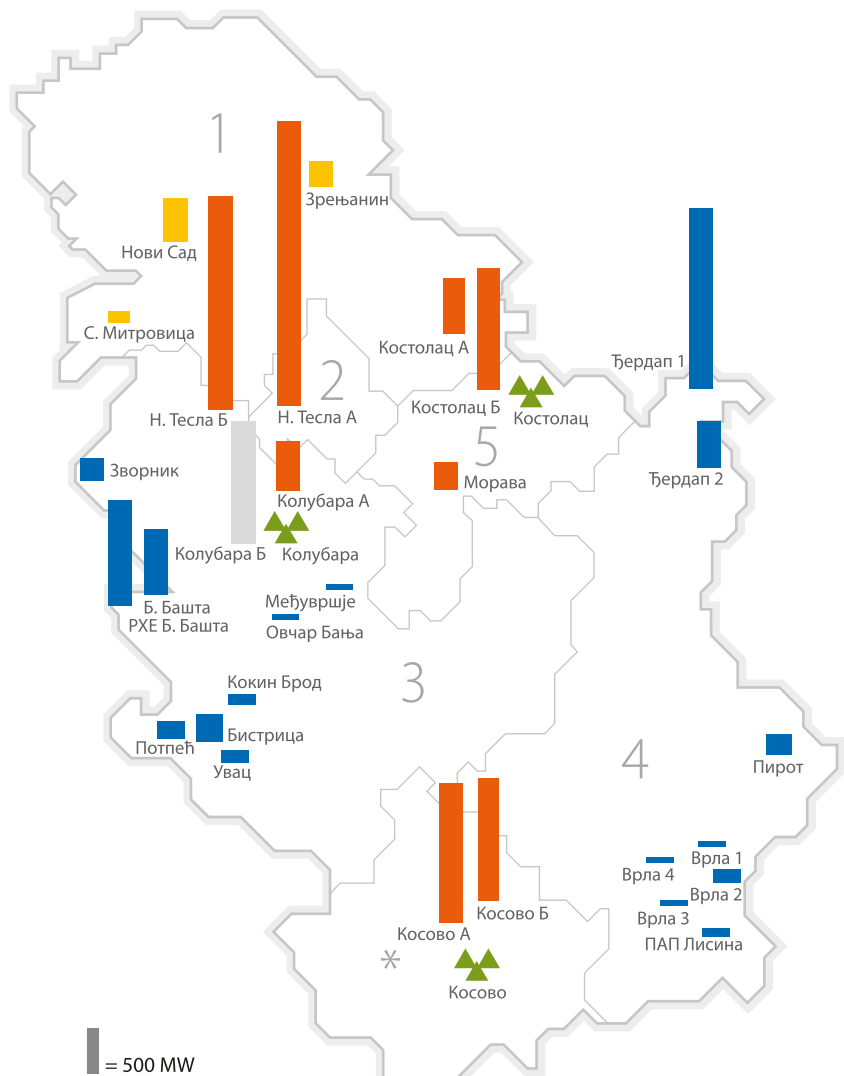 1
Зрењанин
Нови Сад
С. Митровица
Костолац А
Ђердап 1
2
Н. Тесла Б
Н. Тесла А
Костолац Б
Костолац
5
Зворник
Морава
Ђердап 2
Колубара А
Колубара Б
Колубара
Међувршје
Б. Башта
РХЕ Б. Башта
Овчар Бања
3
Кокин Брод
Бистрица
Потпећ
Увац
4
Пирот
Врла 1
Врла 4
Врла 2
Врла 3
ПАП Лисина
Косово Б
Косово А
*
Косово
= 500 MW